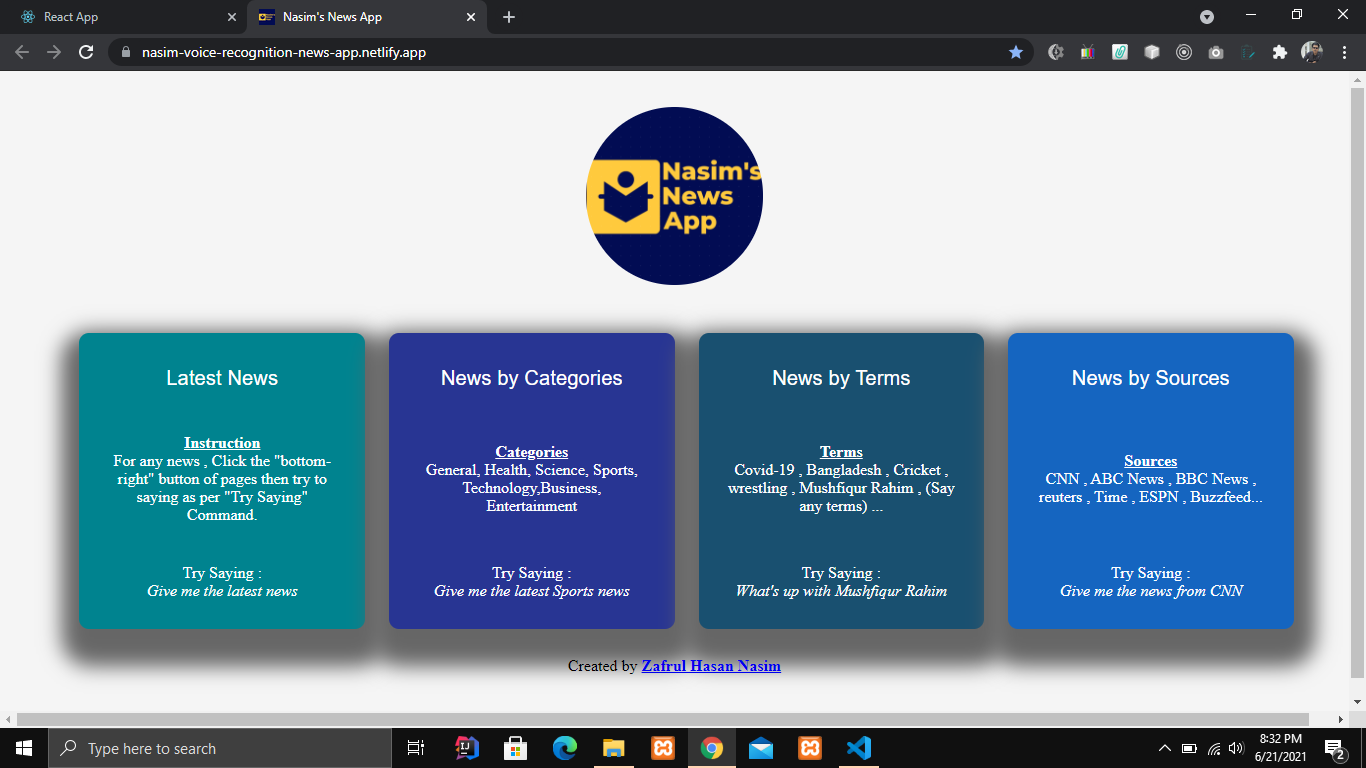 React App
Nasim's News App
nasim-voice-recognition-news-app.netlify.app
Nasim's
News
App
Latest News
Instruction
For any news , Click the "bottom-
right" button of pages then try to
saying as per "Try Saying"
Command.
Try Saying :
Give me the latest news
News by Categories
Categories
General, Health, Science, Sports,
Technology,Business,
Entertainment
Try Saying :
Give me the latest Sports news
News by Terms
Terms
Covid-19 , Bangladesh , Cricket ,
wrestling , Mushfiqur Rahim , (Say
any terms) ...
Try Saying :
What's up with Mushfiqur Rahim
News by Sources
Sources
CNN , ABC News , BBC News ,
reuters , Time , ESPN , Buzzfeed...
Try Saying :
Give me the news from CNN
Created by Zafrul Hasan Nasim
Type here to search
8:32 PM
6/21/2021
2